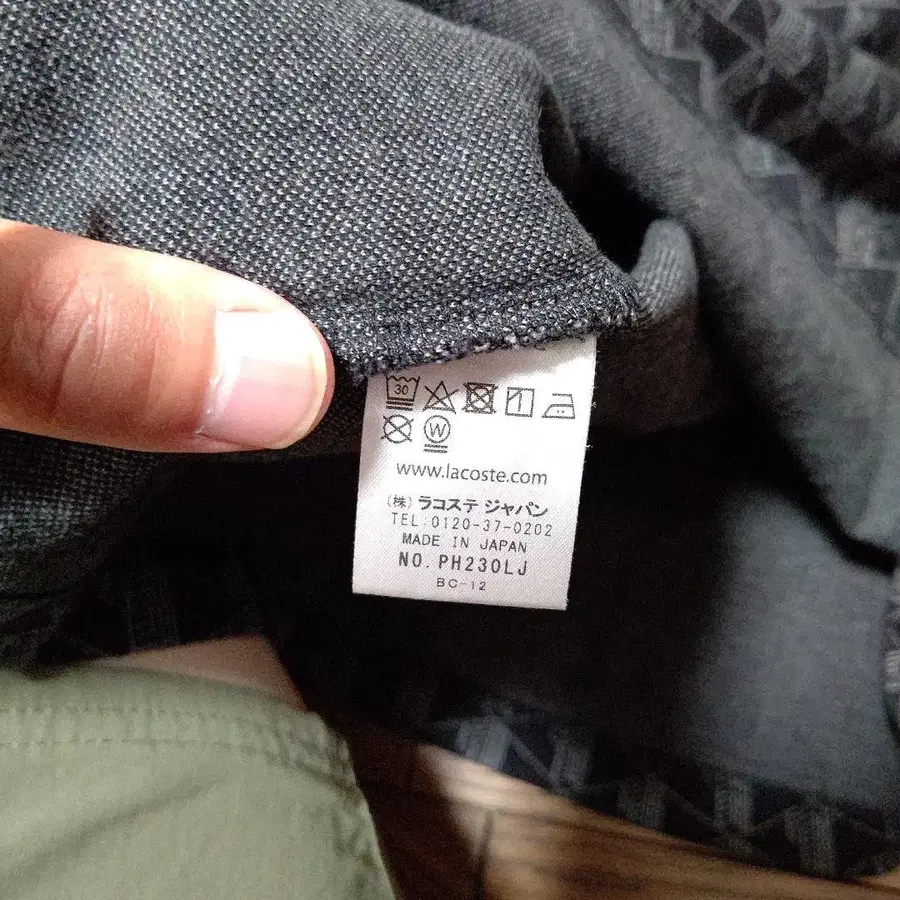 30
W
www.lacoste.com
(株) ラコステ ジャパン
TEL:0120-37-0202
MADE IN JAPAN
NO. PH230LJ
BC-12